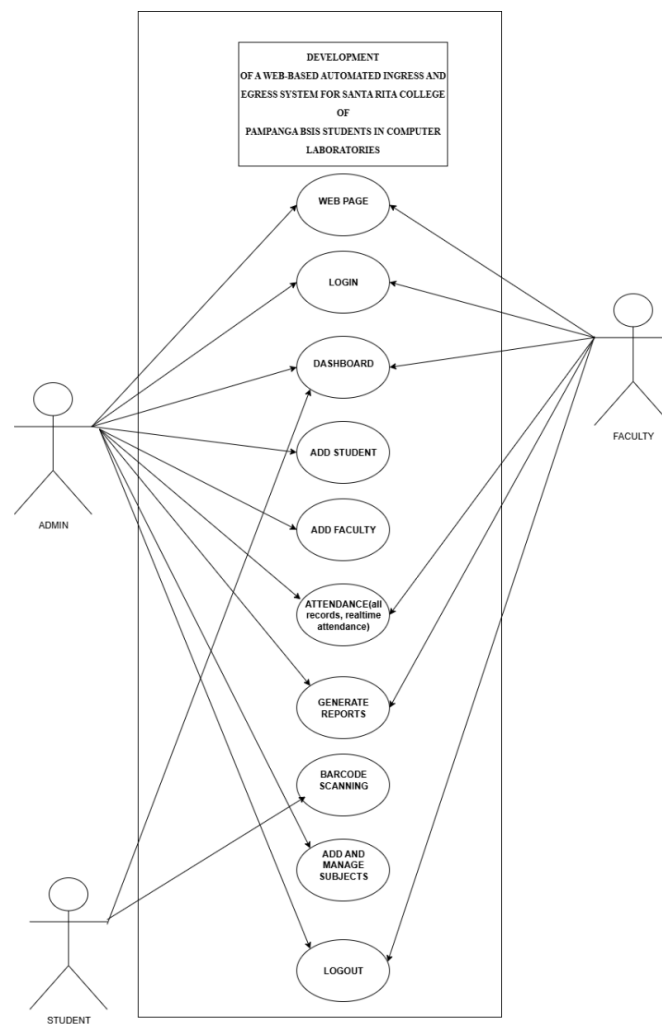 DEVELOPMENT
OF A WEB-BASED AUTOMATED INGRESS AND
EGRESS SYSTEM FOR SANTA RITA COLLEGE
OF
PAMPANGA BSIS STUDENTS IN COMPUTER
LABORATORIES
WEB PAGE
LOGIN
DASHBOARD
ADD STUDENT
ADD FACULTY
ATTENDANCE(all
records, realtime
attendance)
GENERATE
REPORTS
BARCODE
SCANNING
ADD AND
MANAGE
SUBJECTS
LOGOUT
ADMIN
FACULTY
STUDENT